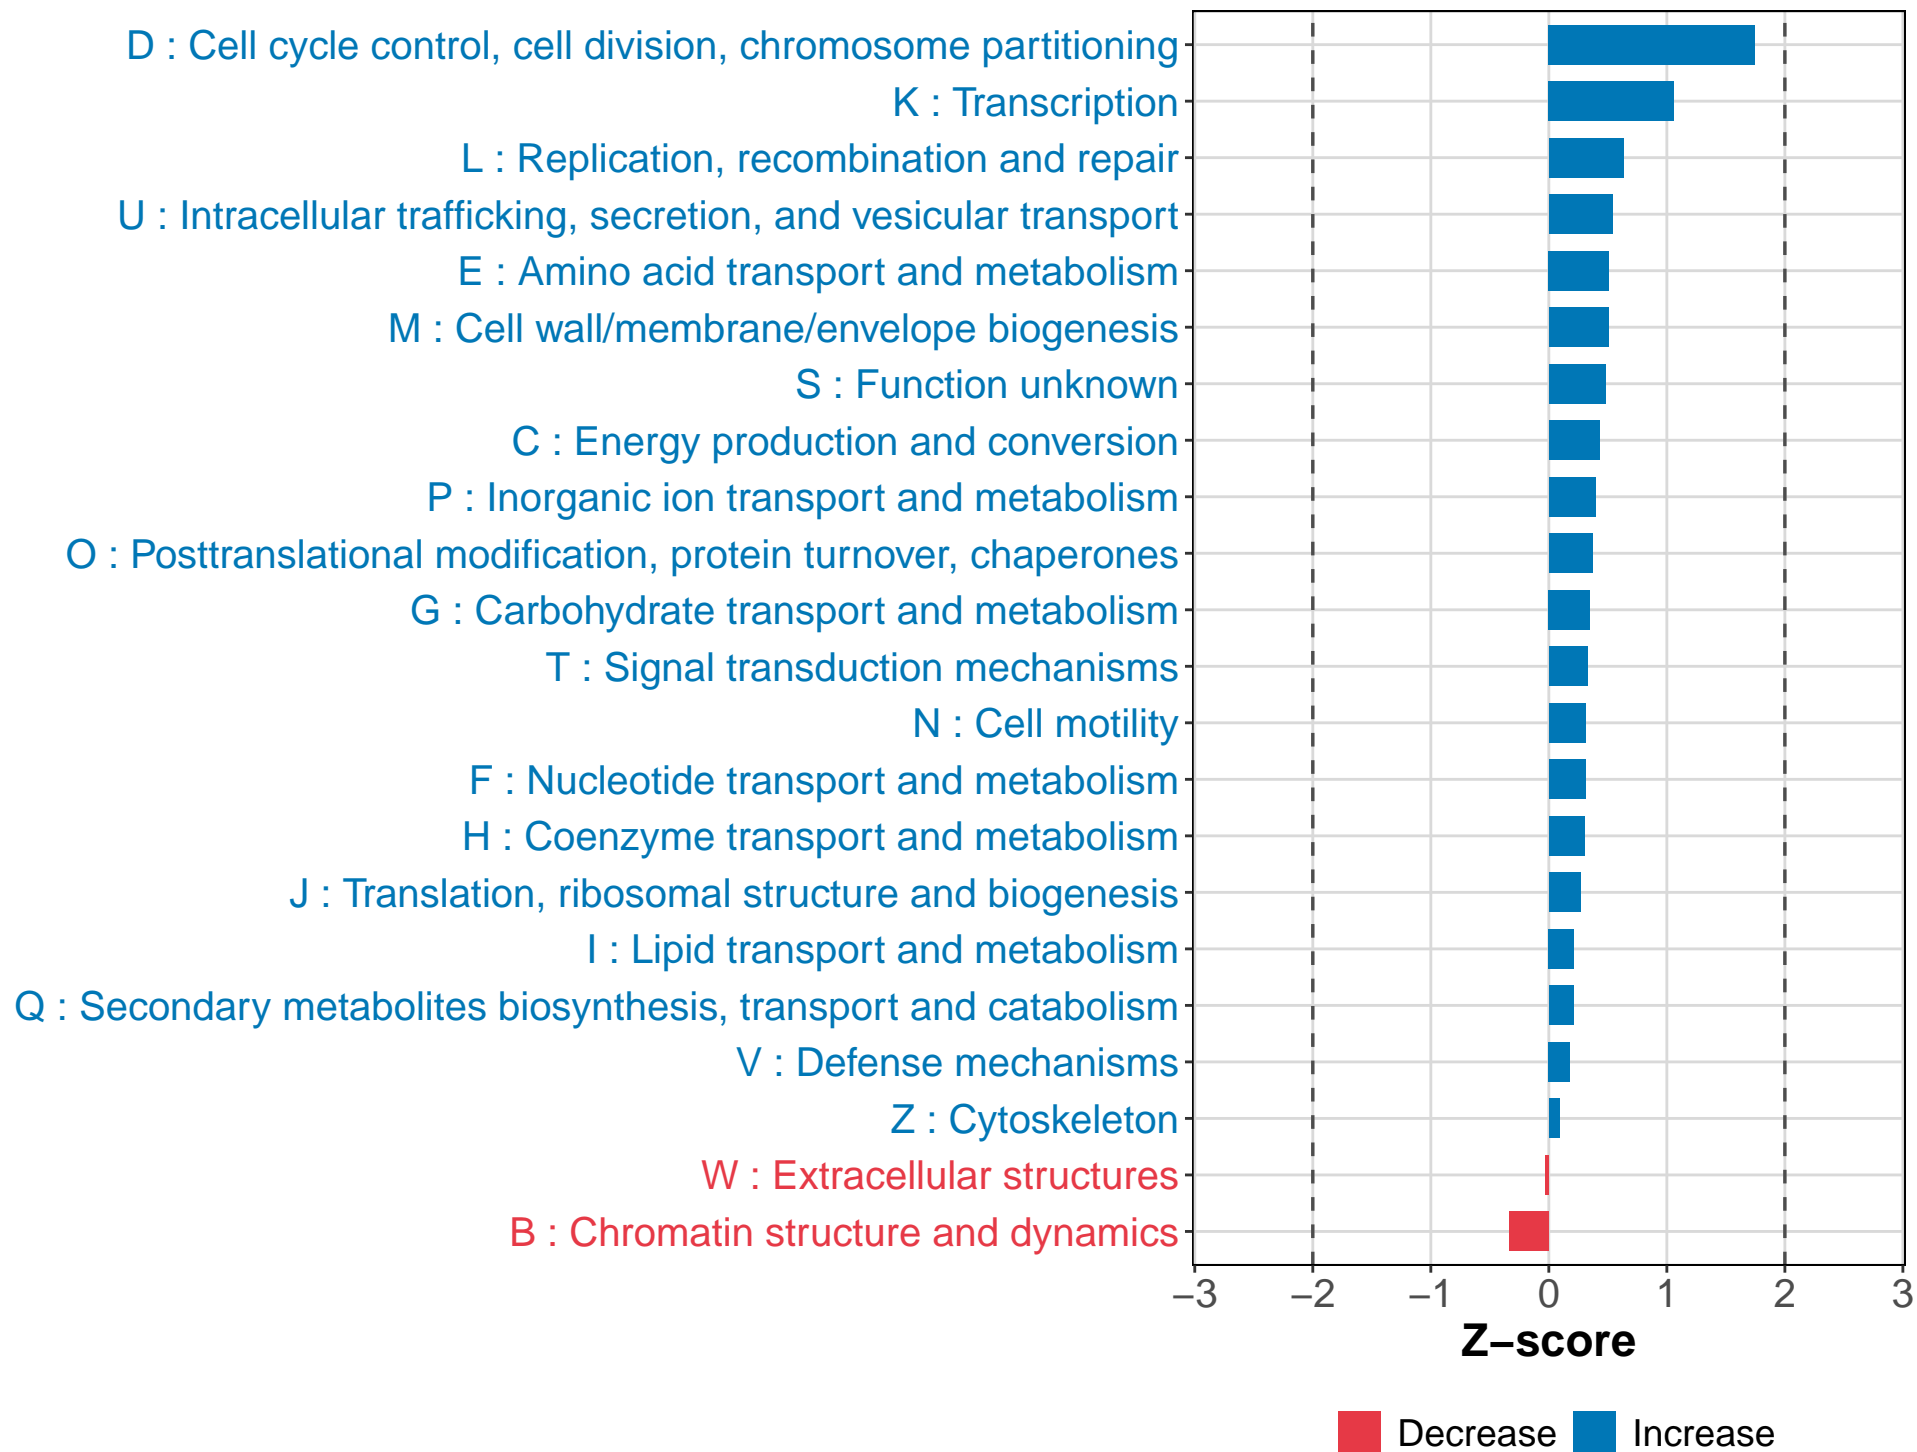 D : Cell cycle control, cell division, chromosome partitioning
K : Transcription
L : Replication, recombination and repair
U : Intracellular trafficking, secretion, and vesicular transport
E : Amino acid transport and metabolism
M : Cell wall/membrane/envelope biogenesis
S : Function unknown
C : Energy production and conversion
P : Inorganic ion transport and metabolism
O : Posttranslational modification, protein turnover, chaperones
G : Carbohydrate transport and metabolism
T : Signal transduction mechanisms
N : Cell motility
F : Nucleotide transport and metabolism
H : Coenzyme transport and metabolism
J : Translation, ribosomal structure and biogenesis
I : Lipid transport and metabolism
Q : Secondary metabolites biosynthesis, transport and catabolism
V : Defense mechanisms
Z : Cytoskeleton
W : Extracellular structures
B : Chromatin structure and dynamics
−3 −2 −1 0 1 2 3
Z−score
Decrease Increase